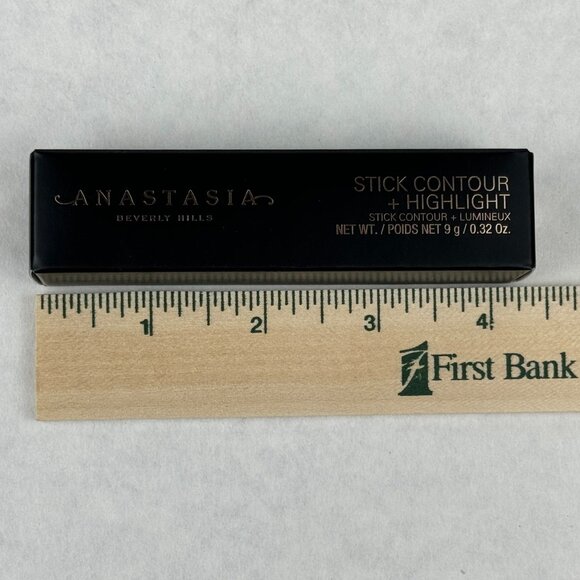 ANASTASIA
BEVERLY HILLS
STICK CONTOUR
+ HIGHLIGHT
STICK CONTOUR + LUMINEUX
NET WT. / POIDS NET 9 g / 0.32 Oz.
1 2 3 4
First Bank